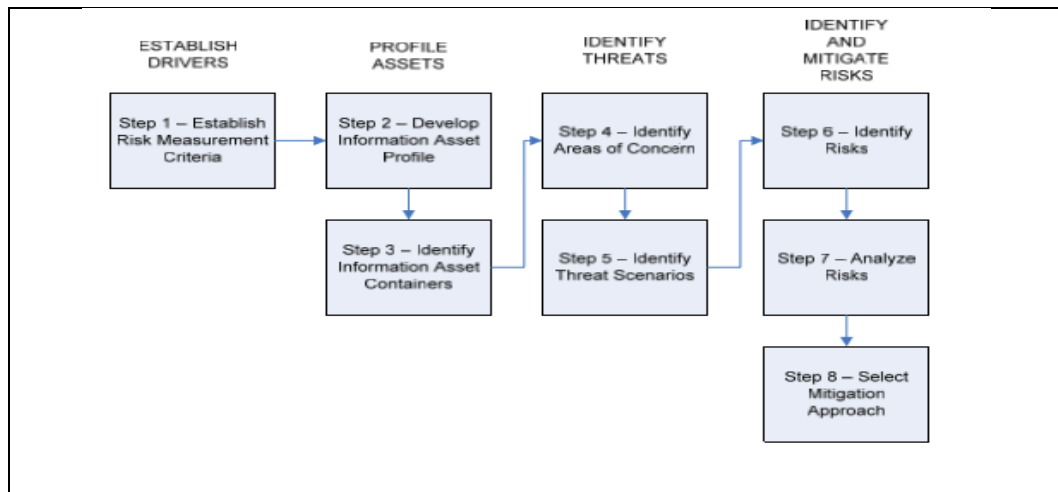 ESTABLISH
DRIVERS
PROFILE
ASSETS
IDENTIFY
THREATS
IDENTIFY
AND
MITIGATE
RISKS
Step 1 – Establish
Risk Measurement
Criteria
Step 2 – Develop
Information Asset
Profile
Step 3 – Identify
Information Asset
Containers
Step 4 – Identify
Areas of Concern
Step 5 – Identify
Threat Scenarios
Step 6 – Identify
Risks
Step 7 – Analyze
Risks
Step 8 – Select
Mitigation
Approach